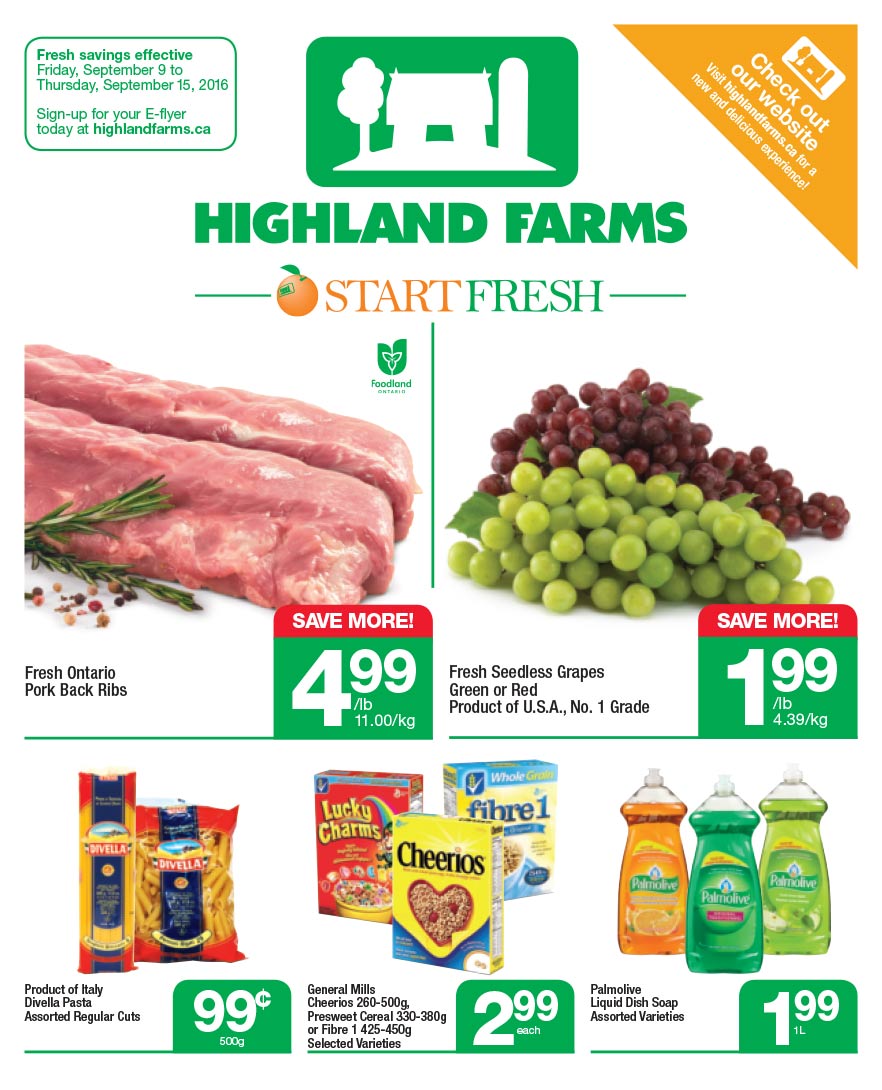 Fresh savings effective
Friday, September 9 to
Thursday, September 15, 2016
Sign-up for your E-flyer
today at highlandfarms.ca
Check out
our website
Visit highlandfarms.ca for a
new and delicious experience!
HIGHLAND FARMS
START FRESH
Foodland
ONTARIO
Fresh Ontario
Pork Back Ribs
SAVE MORE!
4.99
/lb
11.00/kg
Fresh Seedless Grapes
Green or Red
Product of U.S.A., No. 1 Grade
SAVE MORE!
1.99
/lb
4.39/kg
DIVELLA
DIVELLA
Lucky
Charms
Cheerios
Whole Grain
fibre 1
Original
Palmolive
Palmolive
Palmolive
Product of Italy
Divella Pasta
Assorted Regular Cuts
99¢
500g
General Mills
Cheerios 260-500g,
Presweet Cereal 330-380g
or Fibre 1 425-450g
Selected Varieties
2.99
each
Palmolive
Liquid Dish Soap
Assorted Varieties
1.99
1L